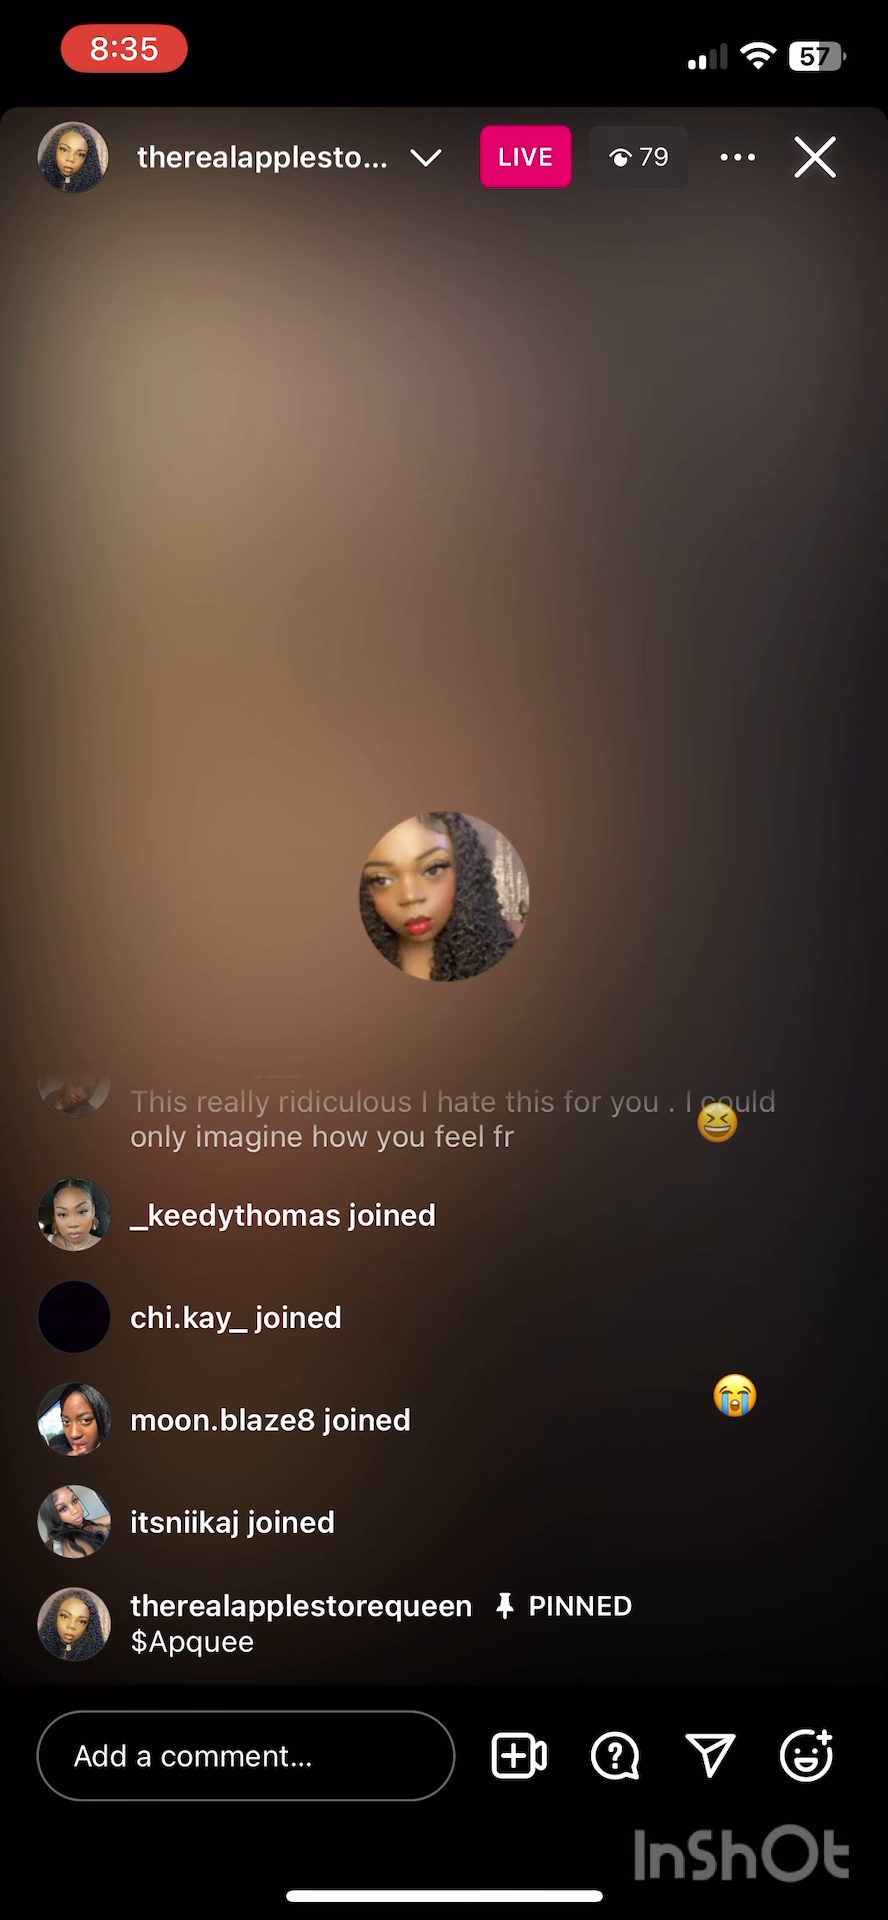 8:35
57
therealapplesto...
LIVE
79
This really ridiculous I hate this for you . I could
only imagine how you feel fr
_keedythomas joined
chi.kay_ joined
moon.blaze8 joined
itsniikaj joined
therealapplestorequeen PINNED
$Apquee
Add a comment...
InShOt